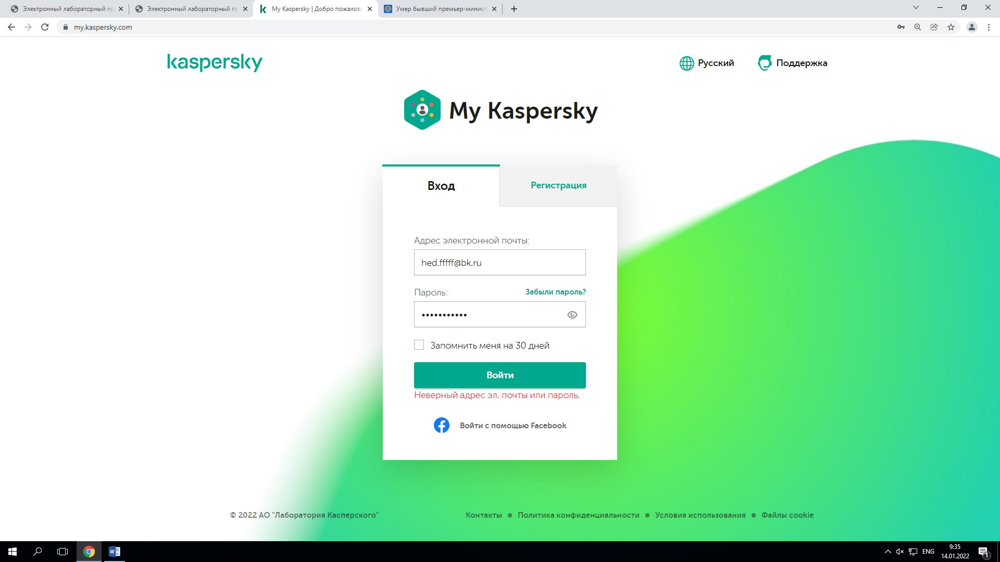 Электронный лабораторный пр
Электронный лабораторный пр
My Kaspersky | Добро пожалова
Умер бывший премьер-минист
my.kaspersky.com
kaspersky
Русский
Поддержка
My Kaspersky
Вход
Регистрация
Адрес электронной почты:
hed.fffff@bk.ru
Пароль:
Забыли пароль?
•••••••••••
Запомнить меня на 30 дней
Войти
Неверный адрес эл. почты или пароль.
Войти с помощью Facebook
© 2022 АО "Лаборатория Касперского"
Контакты ● Политика конфиденциальности ● Условия использования ● Файлы cookie
ENG
9:35
14.01.2022
1